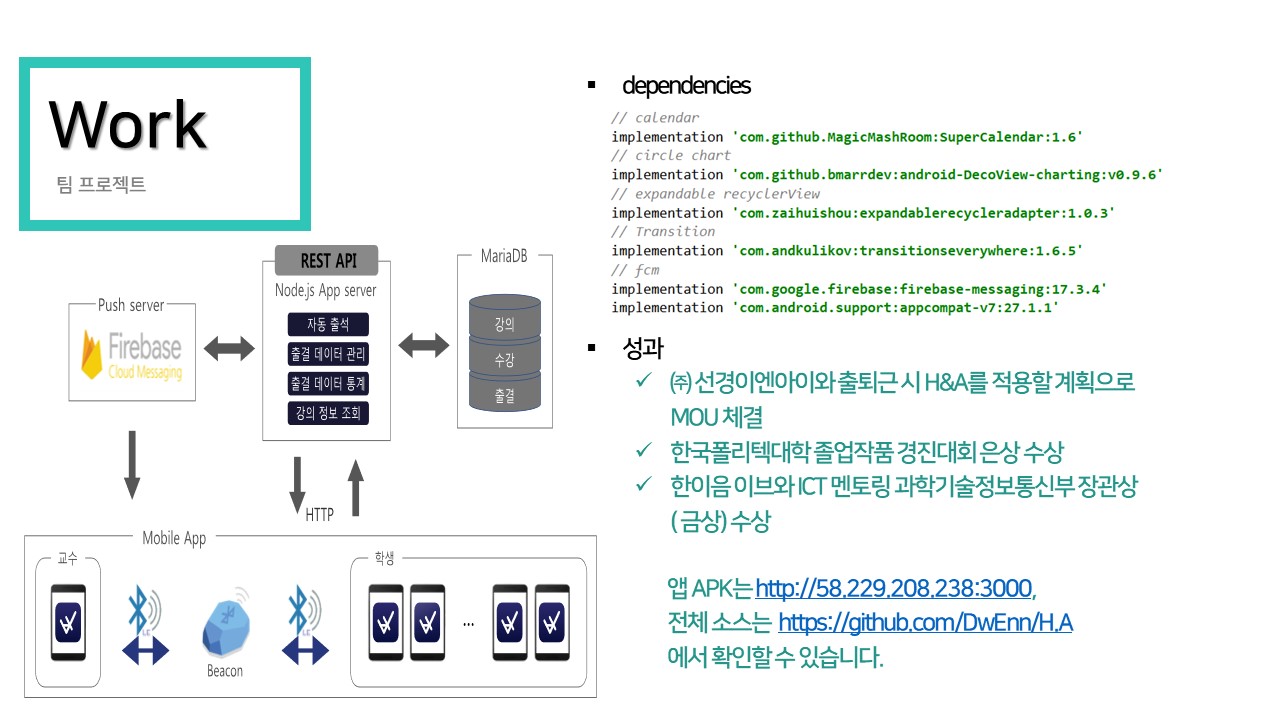 Work
팀 프로젝트
REST API
Node.js App server
자동 출석
출결 데이터 관리
출결 데이터 통계
강의 정보 조회
MariaDB
강의
수강
출결
Push server
Firebase
Cloud Messaging
HTTP
Mobile App
교수
LE
Beacon
LE
학생
...
▪ dependencies
// calendar
implementation 'com.github.MagicMashRoom:SuperCalendar:1.6'
// circle chart
implementation 'com.github.bmarrdev:android-DecoView-charting:v0.9.6'
// expandable recyclerView
implementation 'com.zaihuishou:expandablerecycleradapter:1.0.3'
// Transition
implementation 'com.andkulikov:transitionseverywhere:1.6.5'
// fcm
implementation 'com.google.firebase:firebase-messaging:17.3.4'
implementation 'com.android.support:appcompat-v7:27.1.1'
▪ 성과
✓ ㈜ 선경이엔아이와 출퇴근 시 H&A를 적용할 계획으로
MOU 체결
✓ 한국폴리텍대학 졸업작품 경진대회 은상 수상
✓ 한이음 이브와 ICT 멘토링 과학기술정보통신부 장관상
( 금상) 수상
앱 APK는 http://58.229.208.238:3000,
전체 소스는 https://github.com/DwEnn/H.A
에서 확인할 수 있습니다.